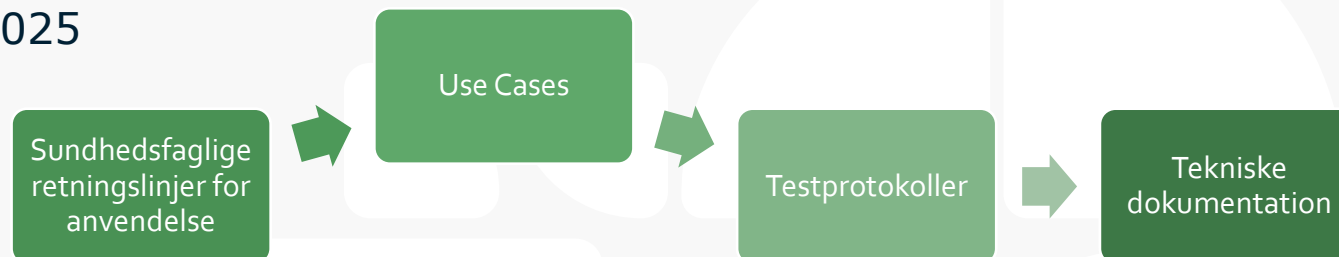 025
Use Cases
Sundhedsfaglige
retningslinjer for
anvendelse
Testprotokoller
Tekniske
dokumentation